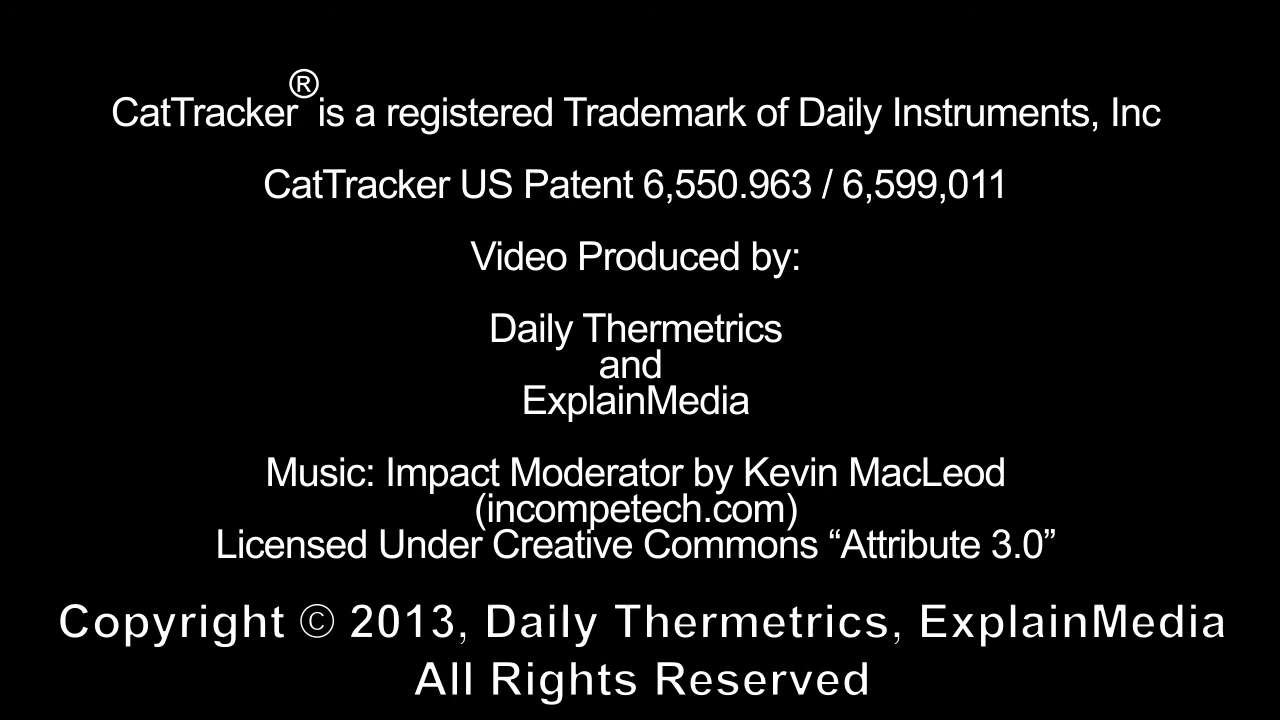 CatTracker® is a registered Trademark of Daily Instruments, Inc
CatTracker US Patent 6,550.963 / 6,599,011
Video Produced by:
Daily Thermetrics
and
ExplainMedia
Music: Impact Moderator by Kevin MacLeod
(incompetech.com)
Licensed Under Creative Commons “Attribute 3.0”
Copyright © 2013, Daily Thermetrics, ExplainMedia
All Rights Reserved